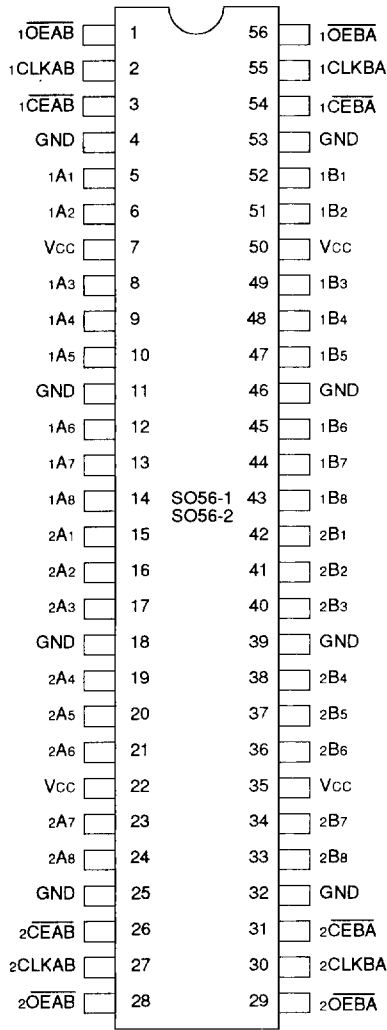 1OEAB 1 56 1OEBA
1CLKAB 2 55 1CLKBA
1CEAB 3 54 1CEBA
GND 4 53 GND
1A1 5 52 1B1
1A2 6 51 1B2
VCC 7 50 VCC
1A3 8 49 1B3
1A4 9 48 1B4
1A5 10 47 1B5
GND 11 46 GND
1A6 12 45 1B6
1A7 13 44 1B7
1A8 14 SO56-1 43 1B8
SO56-2
2A1 15 42 2B1
2A2 16 41 2B2
2A3 17 40 2B3
GND 18 39 GND
2A4 19 38 2B4
2A5 20 37 2B5
2A6 21 36 2B6
VCC 22 35 VCC
2A7 23 34 2B7
2A8 24 33 2B8
GND 25 32 GND
2CEAB 26 31 2CEBA
2CLKAB 27 30 2CLKBA
2OEAB 28 29 2OEBA